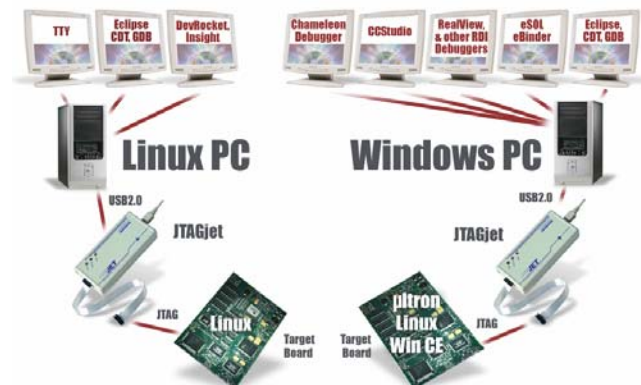 TTY
Eclipse
CDT, GDB
DevRocket,
Insight
Chameleon
Debugger
CCStudio
RealView,
& other RDI
Debuggers
eSOL
eBinder
Eclipse,
CDT, GDB
Linux PC
Windows PC
USB2.0
USB2.0
JTAGjet
JTAGjet
JTAG
Linux
Target
Board
Target
Board
µItron
Linux
Win CE
JTAG
JET
JET